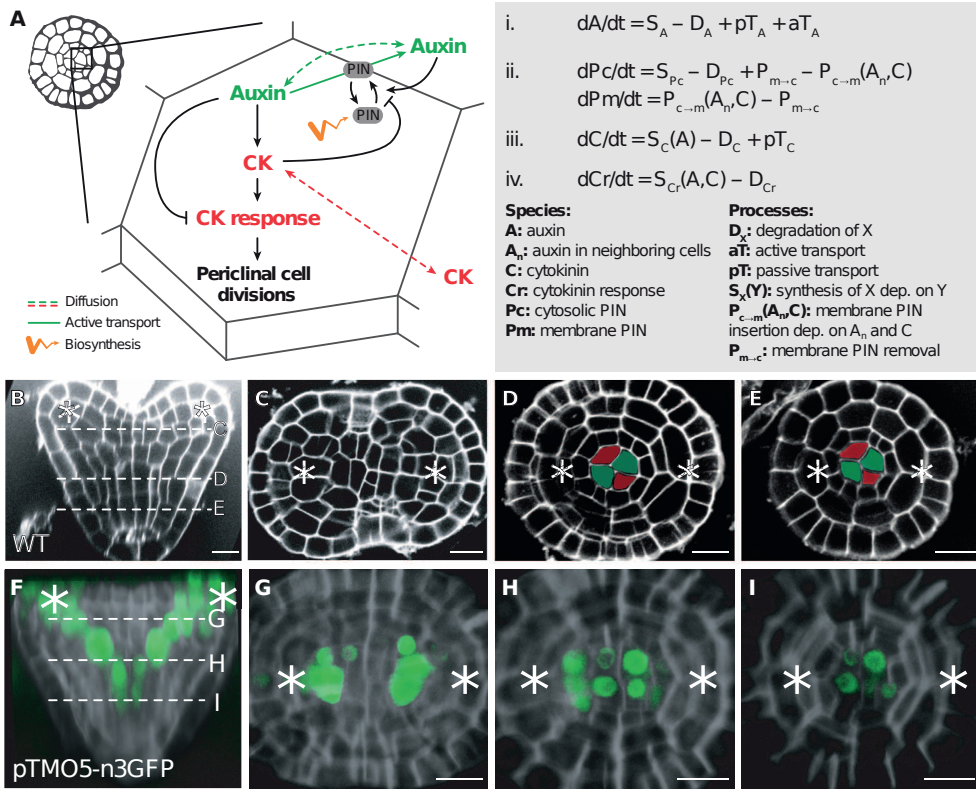 A
Auxin
PIN
Auxin
PIN
CK
CK response
Periclinal cell
divisions
CK
Diffusion
Active transport
Biosynthesis
i. dA/dt = S_A – D_A + pT_A + aT_A
ii. dPc/dt = S_Pc – D_Pc + P_m→c – P_c→m(A_n,C)
dPm/dt = P_c→m(A_n,C) – P_m→c
iii. dC/dt = S_C(A) – D_C + pT_C
iv. dCr/dt = S_Cr(A,C) – D_Cr
Species:
A: auxin
A_n: auxin in neighboring cells
C: cytokinin
Cr: cytokinin response
Pc: cytosolic PIN
Pm: membrane PIN
Processes:
D_X: degradation of X
aT: active transport
pT: passive transport
S_X(Y): synthesis of X dep. on Y
P_c→m(A_n,C): membrane PIN
insertion dep. on A_n and C
P_m→c: membrane PIN removal
B
* *
C
D
E
WT
C
* *
D
* *
E
* *
F
* *
G
H
I
pTMO5-n3GFP
G
* *
H
* *
I
* *